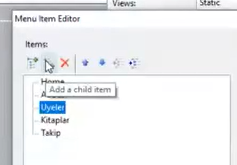 Views:
Static
Menu Item Editor
Items:
Home
Add a child item
Uyeler
Kitaplar
Takip